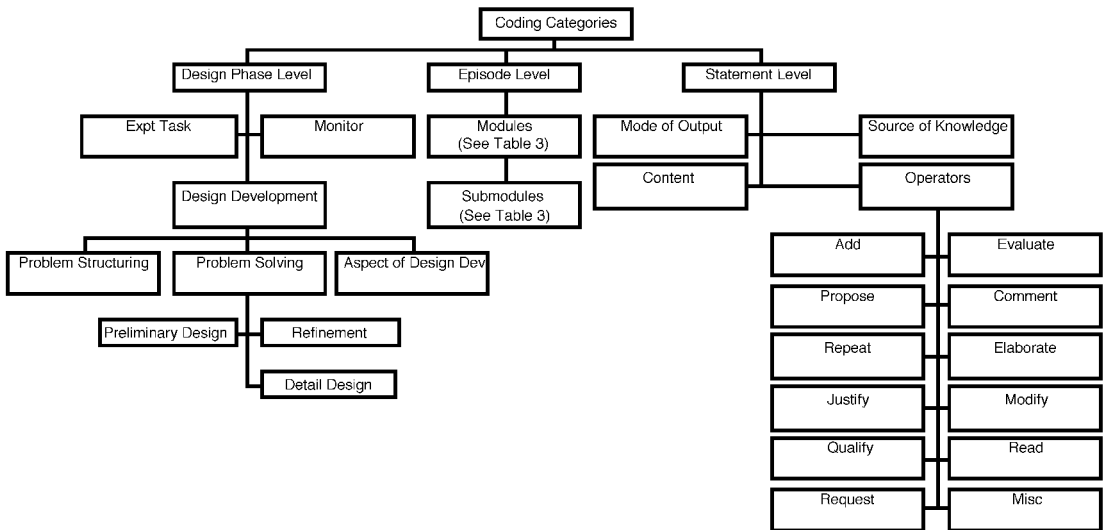 Coding Categories
Design Phase Level
Episode Level
Statement Level
Expt Task
Monitor
Modules
(See Table 3)
Mode of Output
Source of Knowledge
Design Development
Submodules
(See Table 3)
Content
Operators
Problem Structuring
Problem Solving
Aspect of Design Dev
Add
Evaluate
Preliminary Design
Refinement
Propose
Comment
Repeat
Elaborate
Detail Design
Justify
Modify
Qualify
Read
Request
Misc